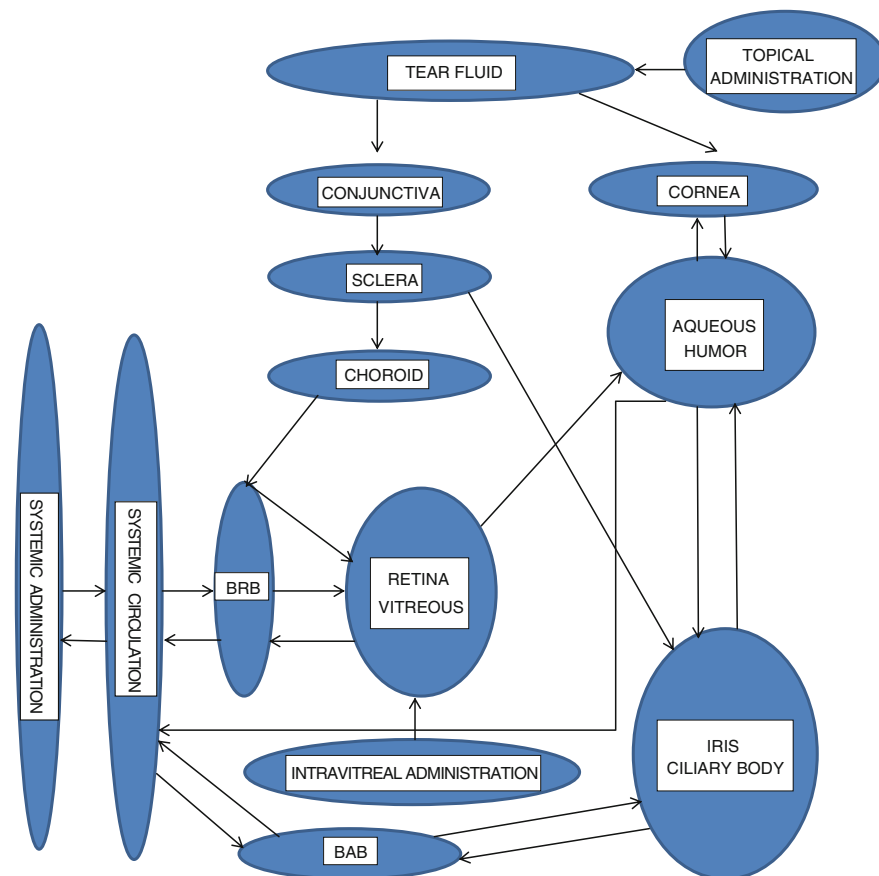 TOPICAL
ADMINISTRATION
TEAR FLUID
CONJUNCTIVA
CORNEA
SCLERA
AQUEOUS
HUMOR
CHOROID
SYSTEMIC ADMINISTRATION
SYSTEMIC CIRCULATION
BRB
RETINA
VITREOUS
IRIS
CILIARY BODY
INTRAVITREAL ADMINISTRATION
BAB